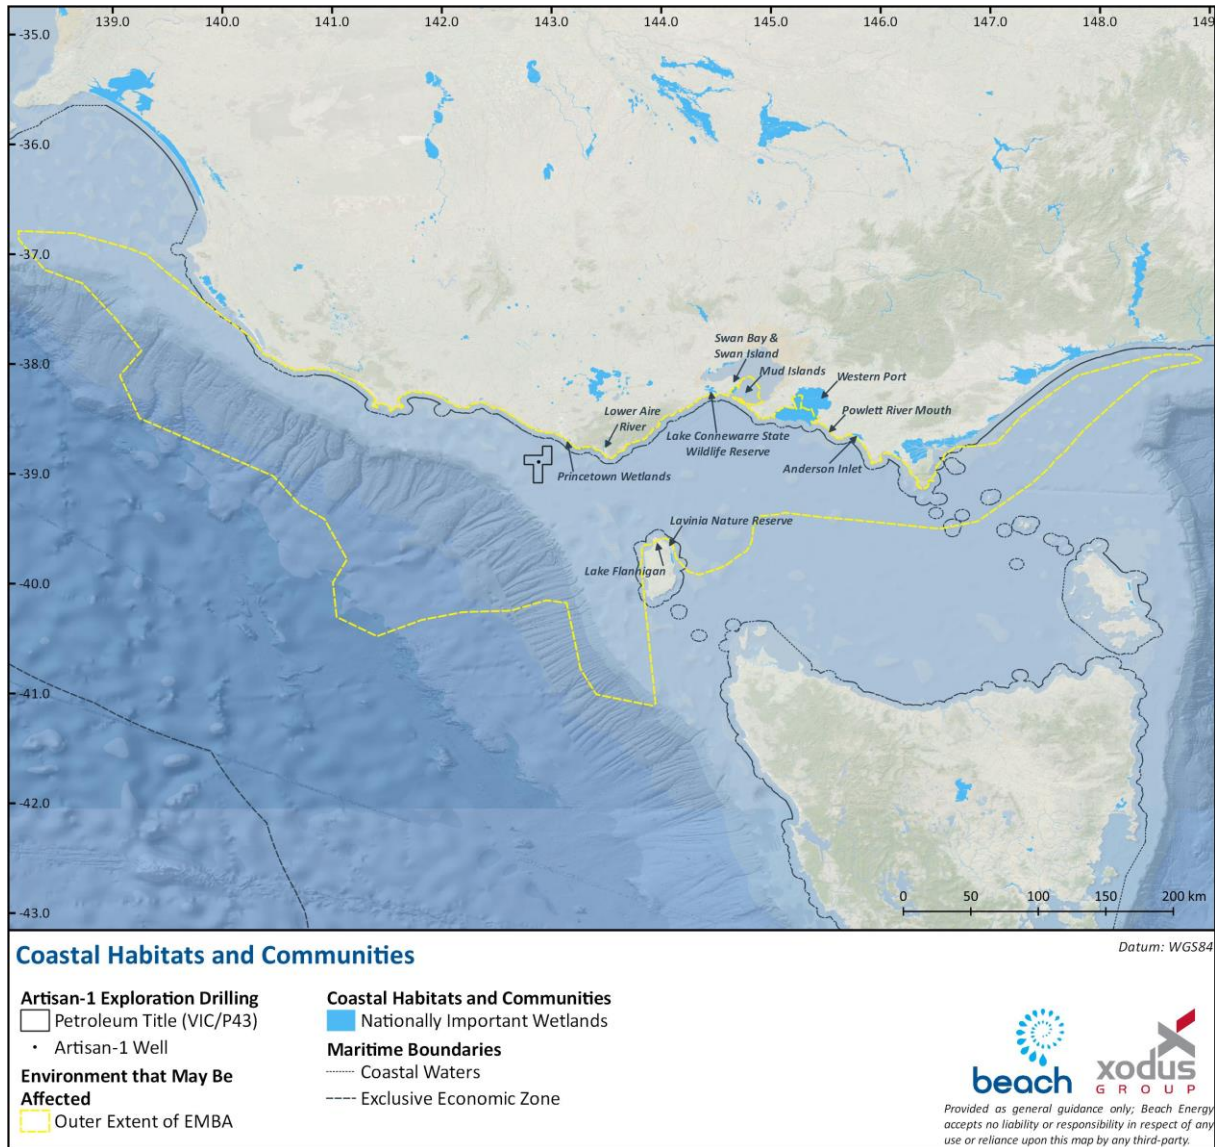 139.0 140.0 141.0 142.0 143.0 144.0 145.0 146.0 147.0 148.0 149
-35.0
-36.0
-37.0
-38.0
-39.0
-40.0
-41.0
-42.0
-43.0
Swan Bay &
Swan Island
Mud Islands
Western Port
Lower Aire
River
Powlett River Mouth
Lake Connewarre State
Wildlife Reserve
Anderson Inlet
Princetown Wetlands
Lavinia Nature Reserve
Lake Flannigan
0 50 100 150 200 km
Coastal Habitats and Communities
Datum: WGS84
Artisan-1 Exploration Drilling
Petroleum Title (VIC/P43)
Artisan-1 Well
Environment that May Be
Affected
Outer Extent of EMBA
Coastal Habitats and Communities
Nationally Important Wetlands
Maritime Boundaries
Coastal Waters
Exclusive Economic Zone
beach
xodus
GROUP
Provided as general guidance only; Beach Energy
accepts no liability or responsibility in respect of any
use or reliance upon this map by any third-party.